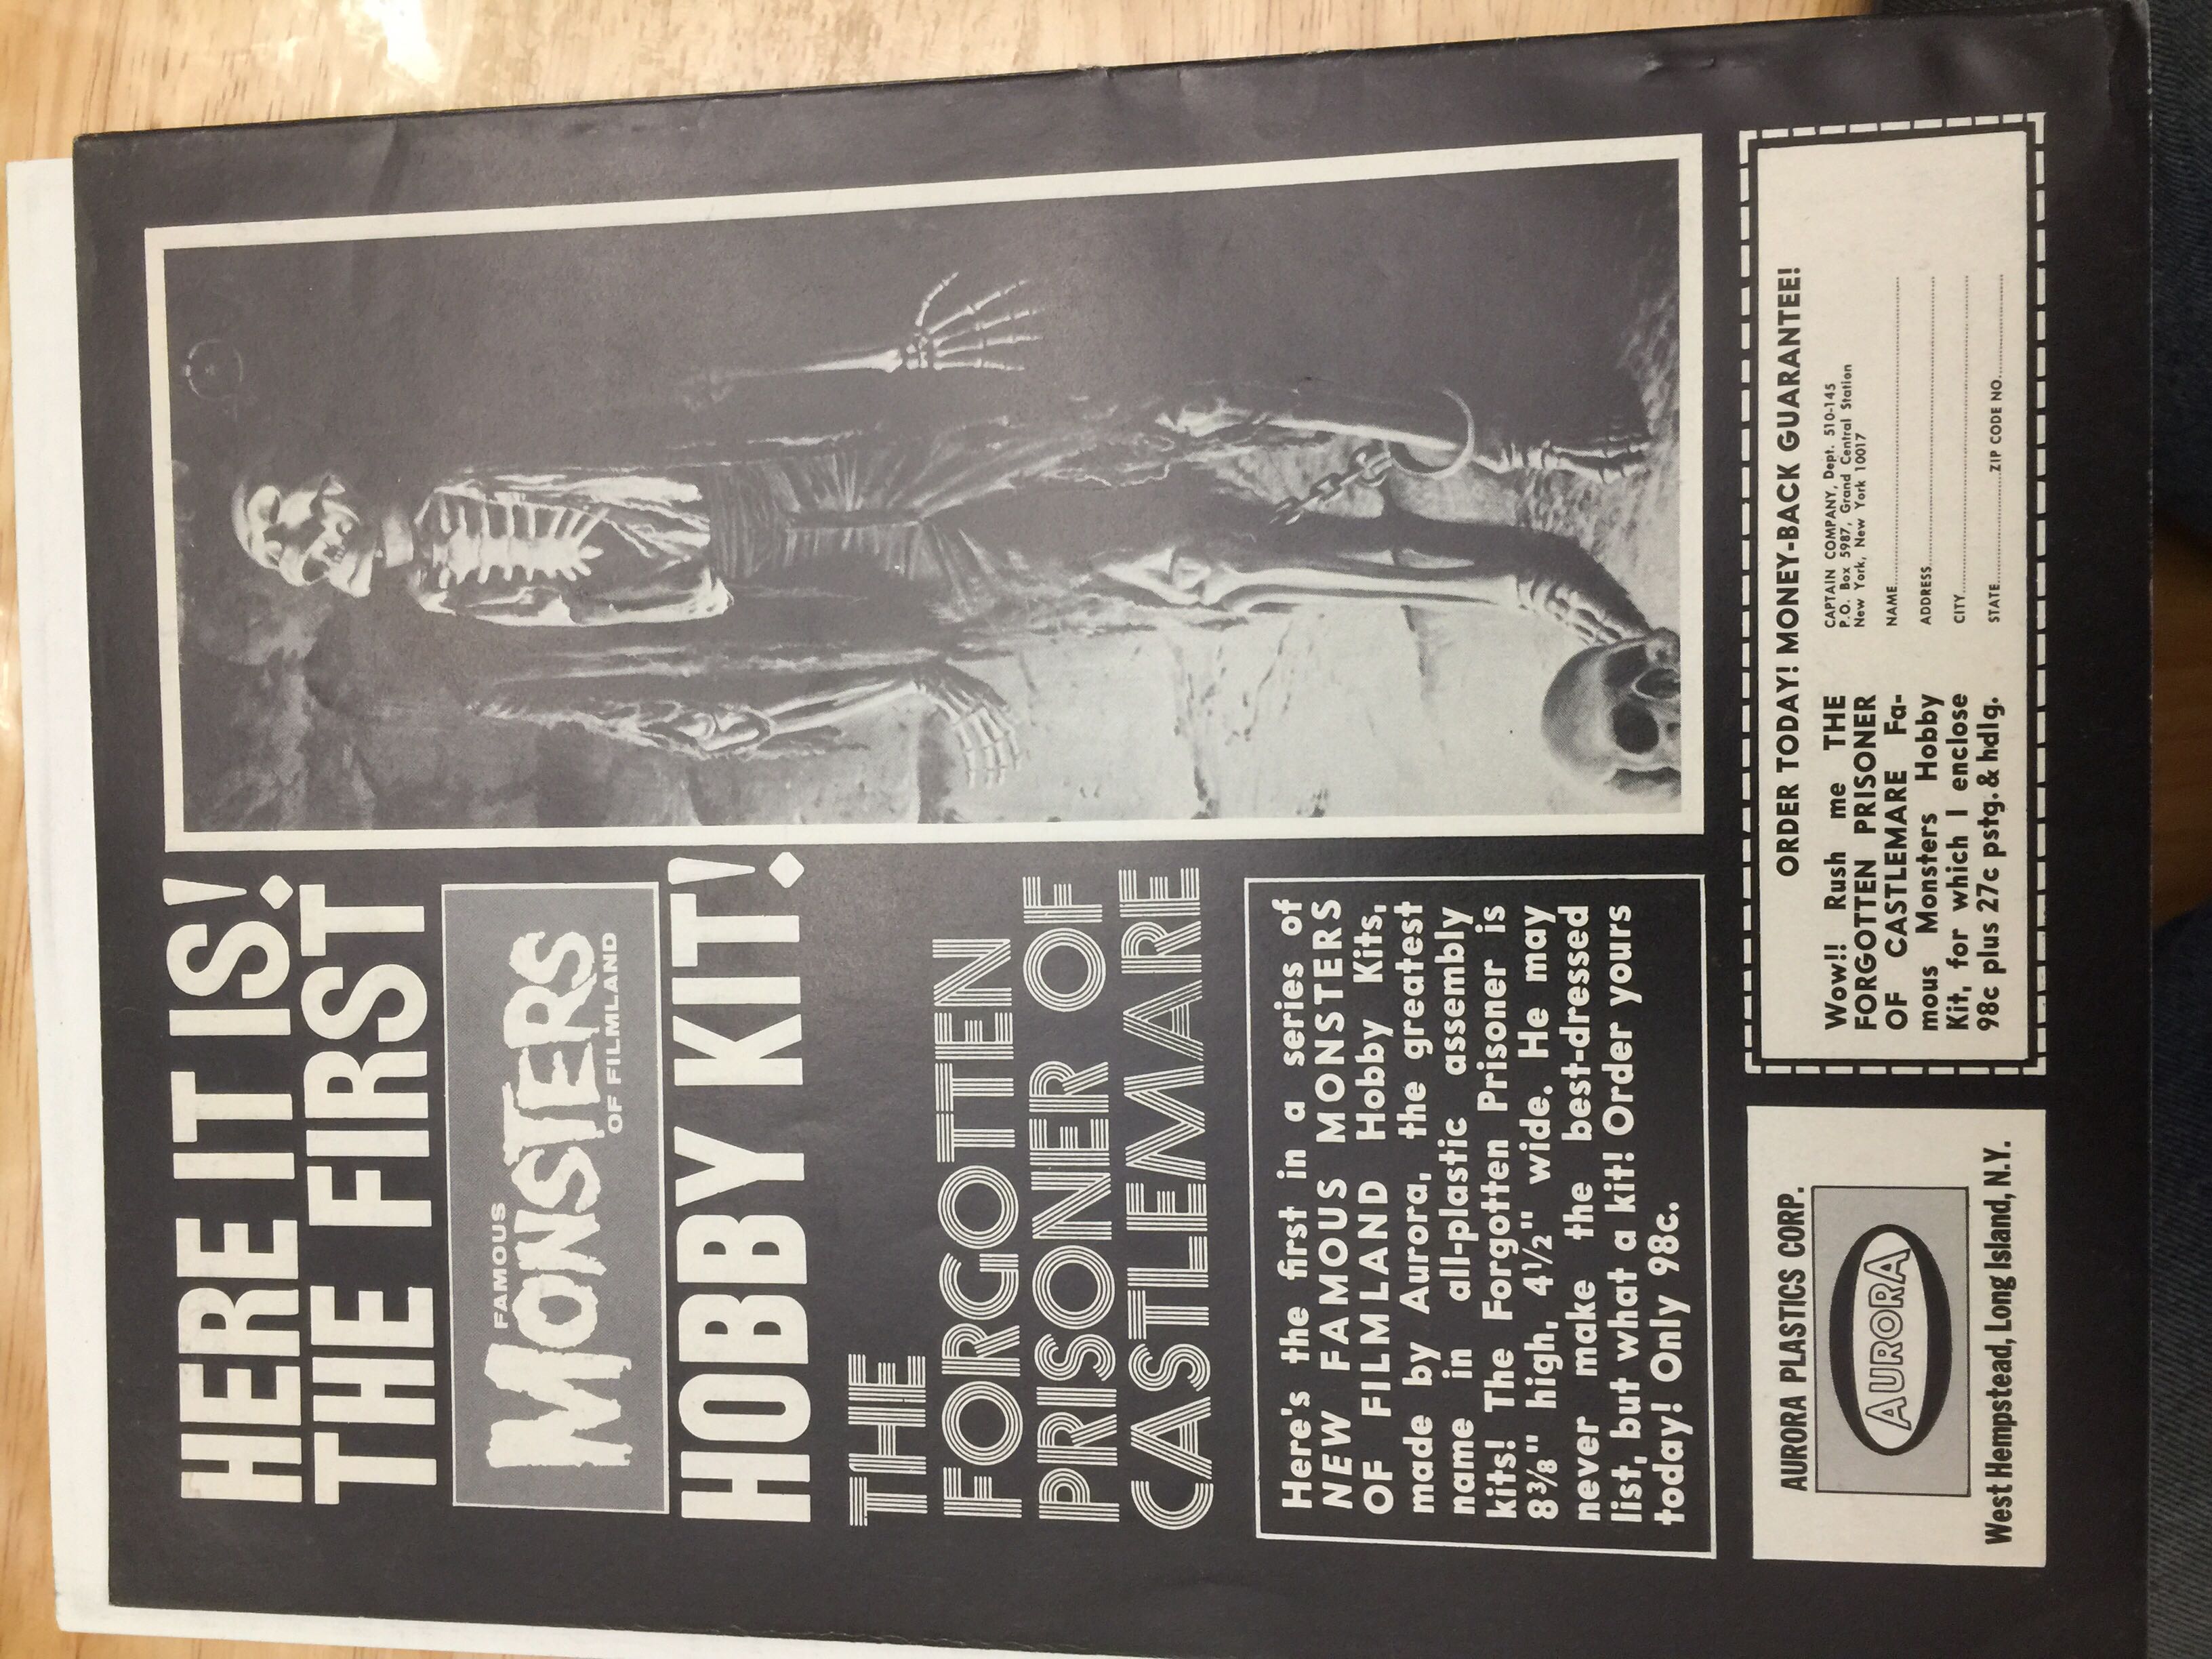 HERE IT IS!
THE FIRST
FAMOUS
MONSTERS
OF FILMLAND
HOBBY KIT!
THE
FORGOTTEN
PRISONER OF
CASTLEMARE
Here's the first in a series of
NEW FAMOUS MONSTERS
OF FILMLAND Hobby Kits,
made by Aurora, the greatest
name in all-plastic assembly
kits! The Forgotten Prisoner is
8⅜" high, 4½" wide. He may
never make the best-dressed
list, but what a kit! Order yours
today! Only 98c.
AURORA PLASTICS CORP.
AURORA
West Hempstead, Long Island, N.Y.
ORDER TODAY! MONEY-BACK GUARANTEE!
Wow!! Rush me THE
FORGOTTEN PRISONER
OF CASTLEMARE Fa-
mous Monsters Hobby
Kit, for which I enclose
98c plus 27c pstg. & hdlg.
CAPTAIN COMPANY, Dept. 510-145
P.O. Box 5987, Grand Central Station
New York, New York 10017
NAME
ADDRESS
CITY
STATE ZIP CODE NO.